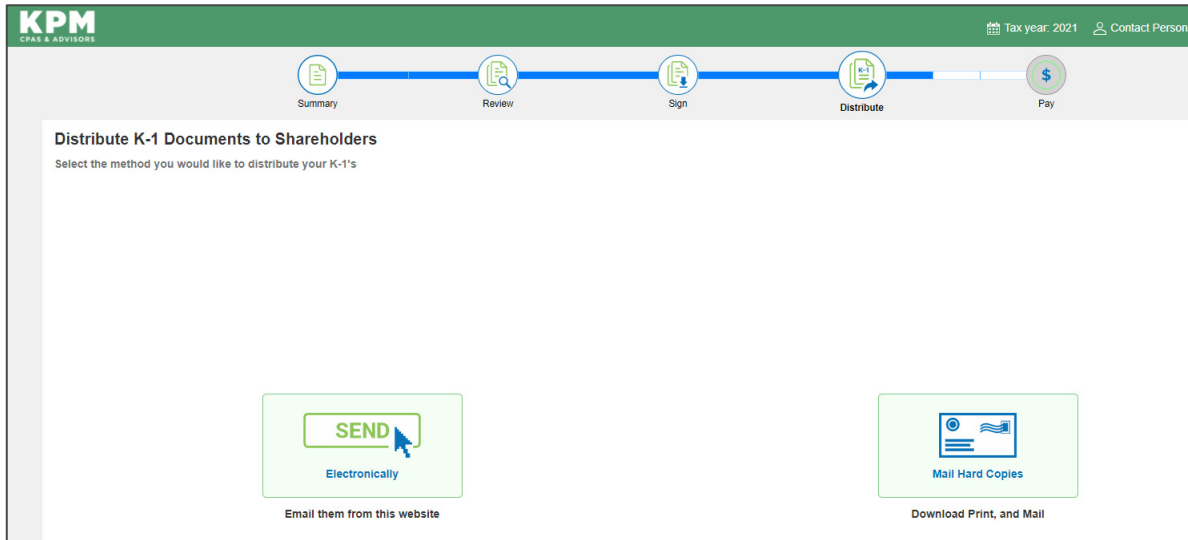 KPM
CPAS & ADVISORS
Tax year: 2021 Contact Person
Summary
Review
Sign
K-1
Distribute
$
Pay
Distribute K-1 Documents to Shareholders
Select the method you would like to distribute your K-1's
SEND
Electronically
Email them from this website
Mail Hard Copies
Download Print, and Mail